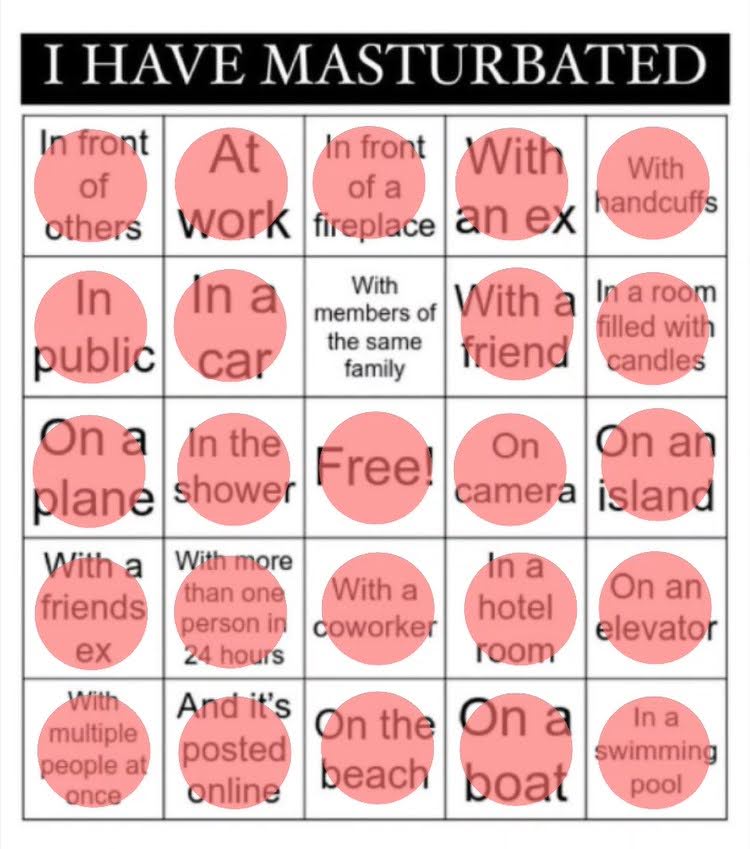 I HAVE MASTURBATED
In front
of
others
At
work
In front
of a
fireplace
With
an ex
With
handcuffs
In
public
In a
car
With
members of
the same
family
With a
friend
In a room
filled with
candles
On a
plane
In the
shower
Free!
On
camera
On an
island
With a
friends
ex
With more
than one
person in
24 hours
With a
coworker
In a
hotel
room
On an
elevator
With
multiple
people at
once
And it's
posted
online
On the
beach
On a
boat
In a
swimming
pool